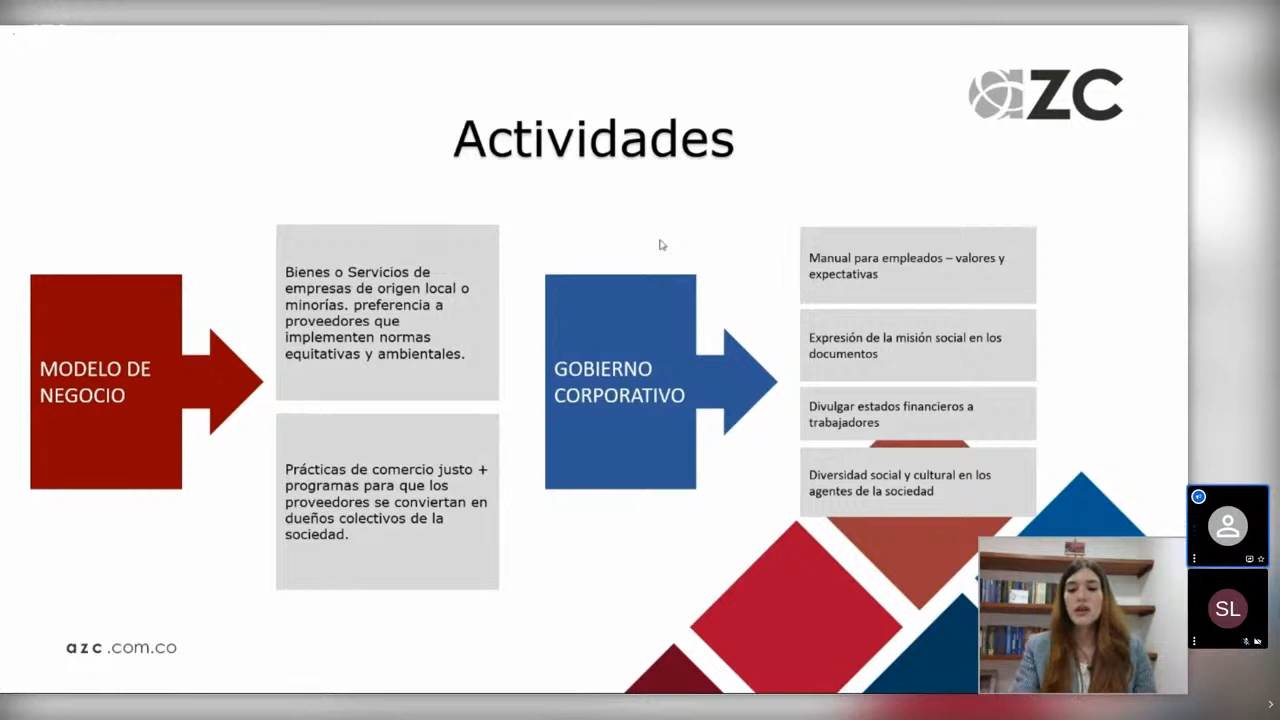 azc
Actividades
MODELO DE
NEGOCIO
Bienes o Servicios de
empresas de origen local o
minorías. preferencia a
proveedores que
implementen normas
equitativas y ambientales.
Prácticas de comercio justo +
programas para que los
proveedores se conviertan en
dueños colectivos de la
sociedad.
GOBIERNO
CORPORATIVO
Manual para empleados – valores y
expectativas
Expresión de la misión social en los
documentos
Divulgar estados financieros a
trabajadores
Diversidad social y cultural en los
agentes de la sociedad
azc.com.co
SL